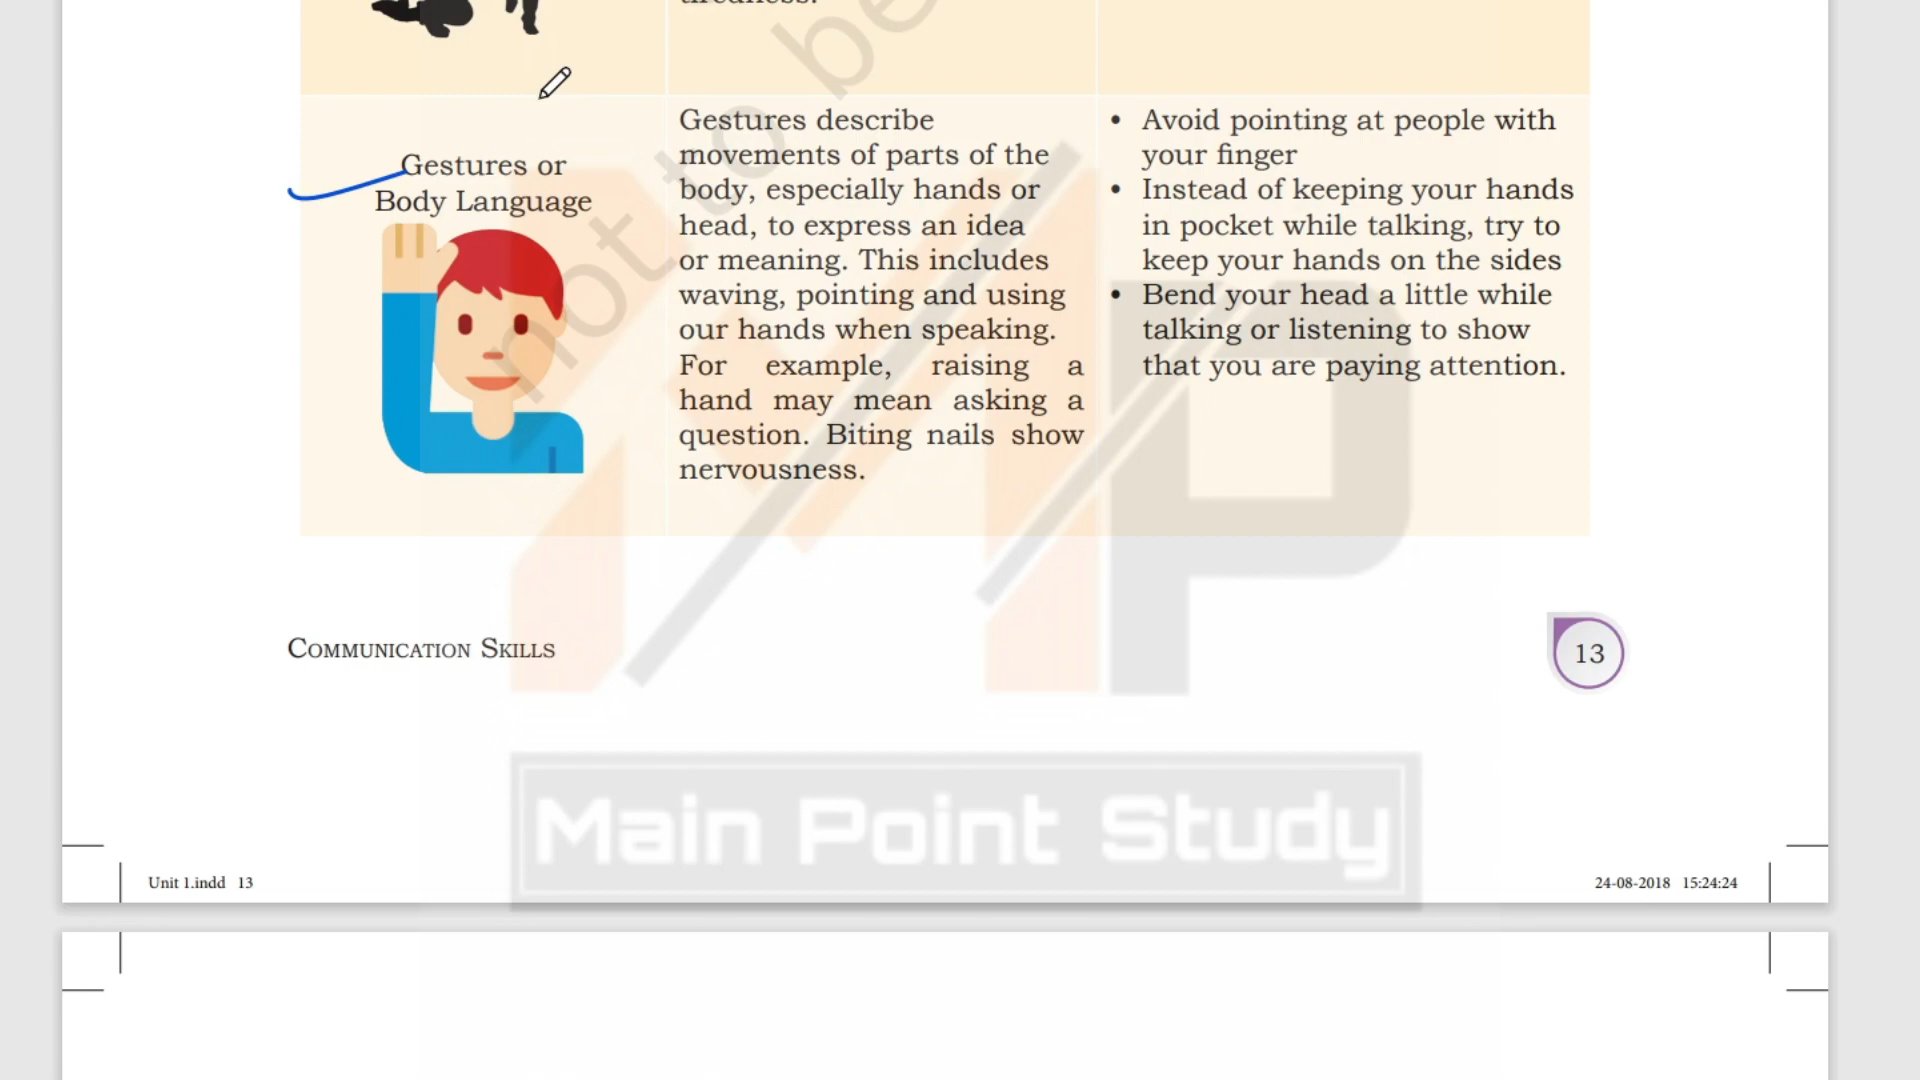 tiredness.
Gestures or
Body Language
Gestures describe
movements of parts of the
body, especially hands or
head, to express an idea
or meaning. This includes
waving, pointing and using
our hands when speaking.
For example, raising a
hand may mean asking a
question. Biting nails show
nervousness.
• Avoid pointing at people with
your finger
• Instead of keeping your hands
in pocket while talking, try to
keep your hands on the sides
• Bend your head a little while
talking or listening to show
that you are paying attention.
not to be
COMMUNICATION SKILLS
13
Main Point Study
Unit 1.indd 13
24-08-2018 15:24:24